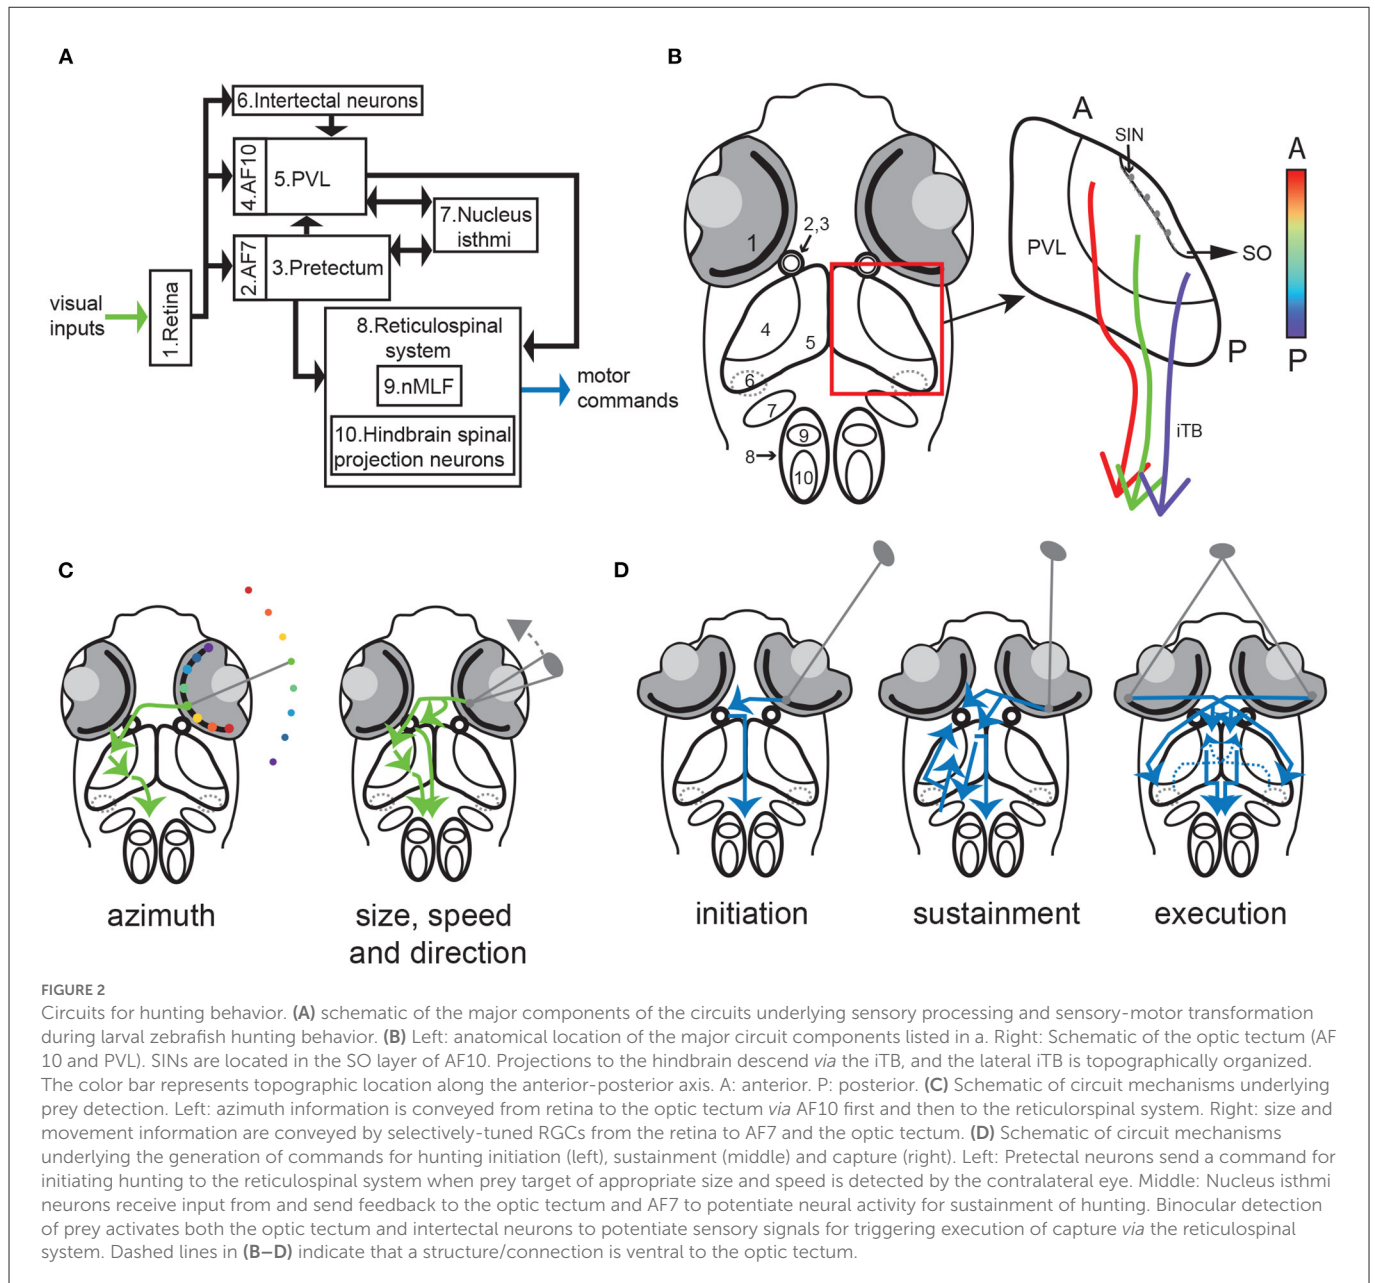 A
6.Intertectal neurons
4.AF10
5.PVL
7.Nucleus
isthmi
2.AF7
3.Pretectum
visual
inputs
1.Retina
8.Reticulospinal
system
9.nMLF
10.Hindbrain spinal
projection neurons
motor
commands
B
1
2,3
4
5
6
7
8
9
10
A
SIN
PVL
SO
P
iTB
A
P
C
azimuth
size, speed
and direction
D
initiation
sustainment
execution
FIGURE 2
Circuits for hunting behavior. (A) schematic of the major components of the circuits underlying sensory processing and sensory-motor transformation
during larval zebrafish hunting behavior. (B) Left: anatomical location of the major circuit components listed in a. Right: Schematic of the optic tectum (AF
10 and PVL). SINs are located in the SO layer of AF10. Projections to the hindbrain descend via the iTB, and the lateral iTB is topographically organized.
The color bar represents topographic location along the anterior-posterior axis. A: anterior. P: posterior. (C) Schematic of circuit mechanisms underlying
prey detection. Left: azimuth information is conveyed from retina to the optic tectum via AF10 first and then to the reticulorspinal system. Right: size and
movement information are conveyed by selectively-tuned RGCs from the retina to AF7 and the optic tectum. (D) Schematic of circuit mechanisms
underlying the generation of commands for hunting initiation (left), sustainment (middle) and capture (right). Left: Pretectal neurons send a command for
initiating hunting to the reticulospinal system when prey target of appropriate size and speed is detected by the contralateral eye. Middle: Nucleus isthmi
neurons receive input from and send feedback to the optic tectum and AF7 to potentiate neural activity for sustainment of hunting. Binocular detection
of prey activates both the optic tectum and intertectal neurons to potentiate sensory signals for triggering execution of capture via the reticulospinal
system. Dashed lines in (B–D) indicate that a structure/connection is ventral to the optic tectum.